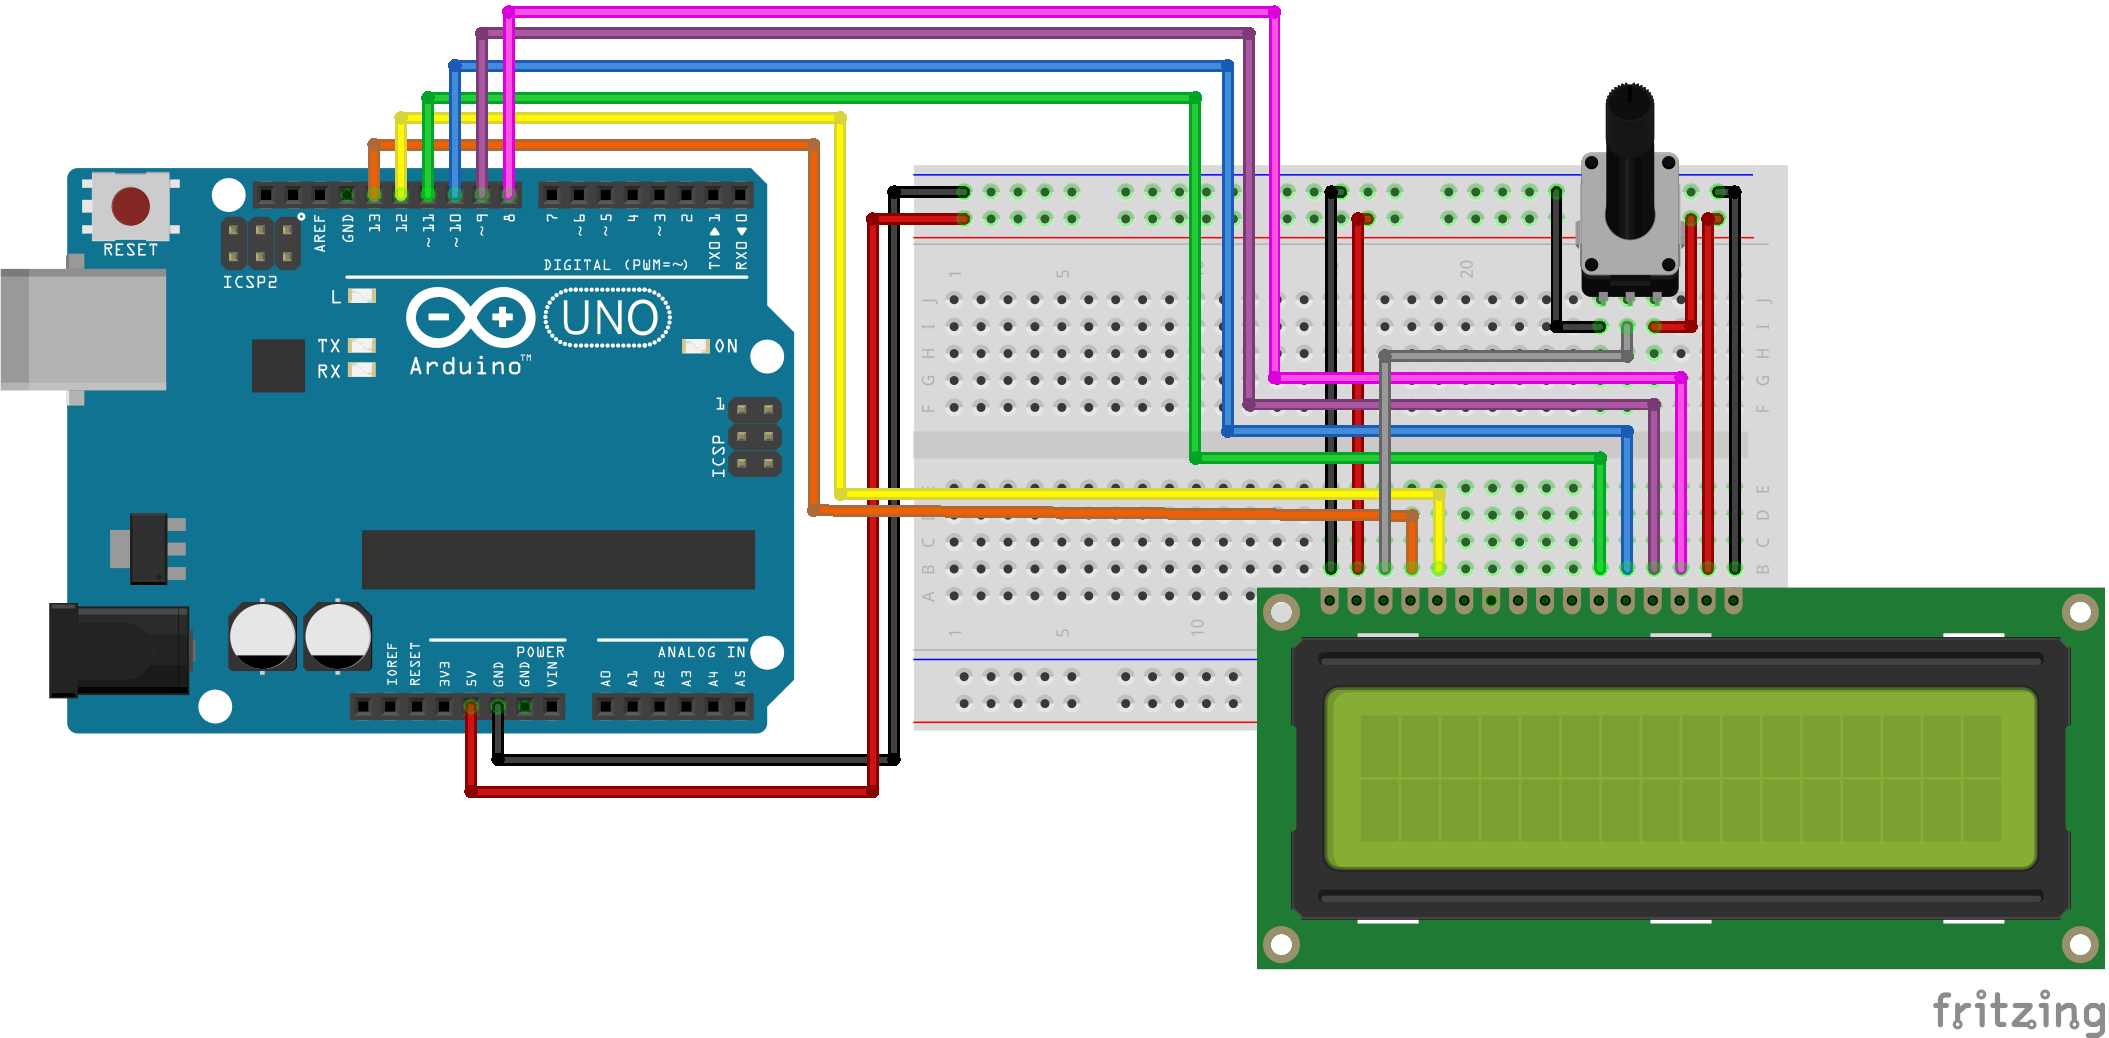 RESET
ICSP2
AREF
GND
13
12
~11
~10
~9
8
7
~6
~5
4
~3
2
TX0▶1
RX0◀0
DIGITAL (PWM=~)
L
TX
RX
UNO
Arduino™
ON
1
ICSP
IOREF
RESET
3V3
5V
GND
GND
VIN
POWER
A0
A1
A2
A3
A4
A5
ANALOG IN
1
5
20
J
I
H
G
F
J
I
H
G
F
E
D
C
B
C
B
A
1
5
10
fritzing